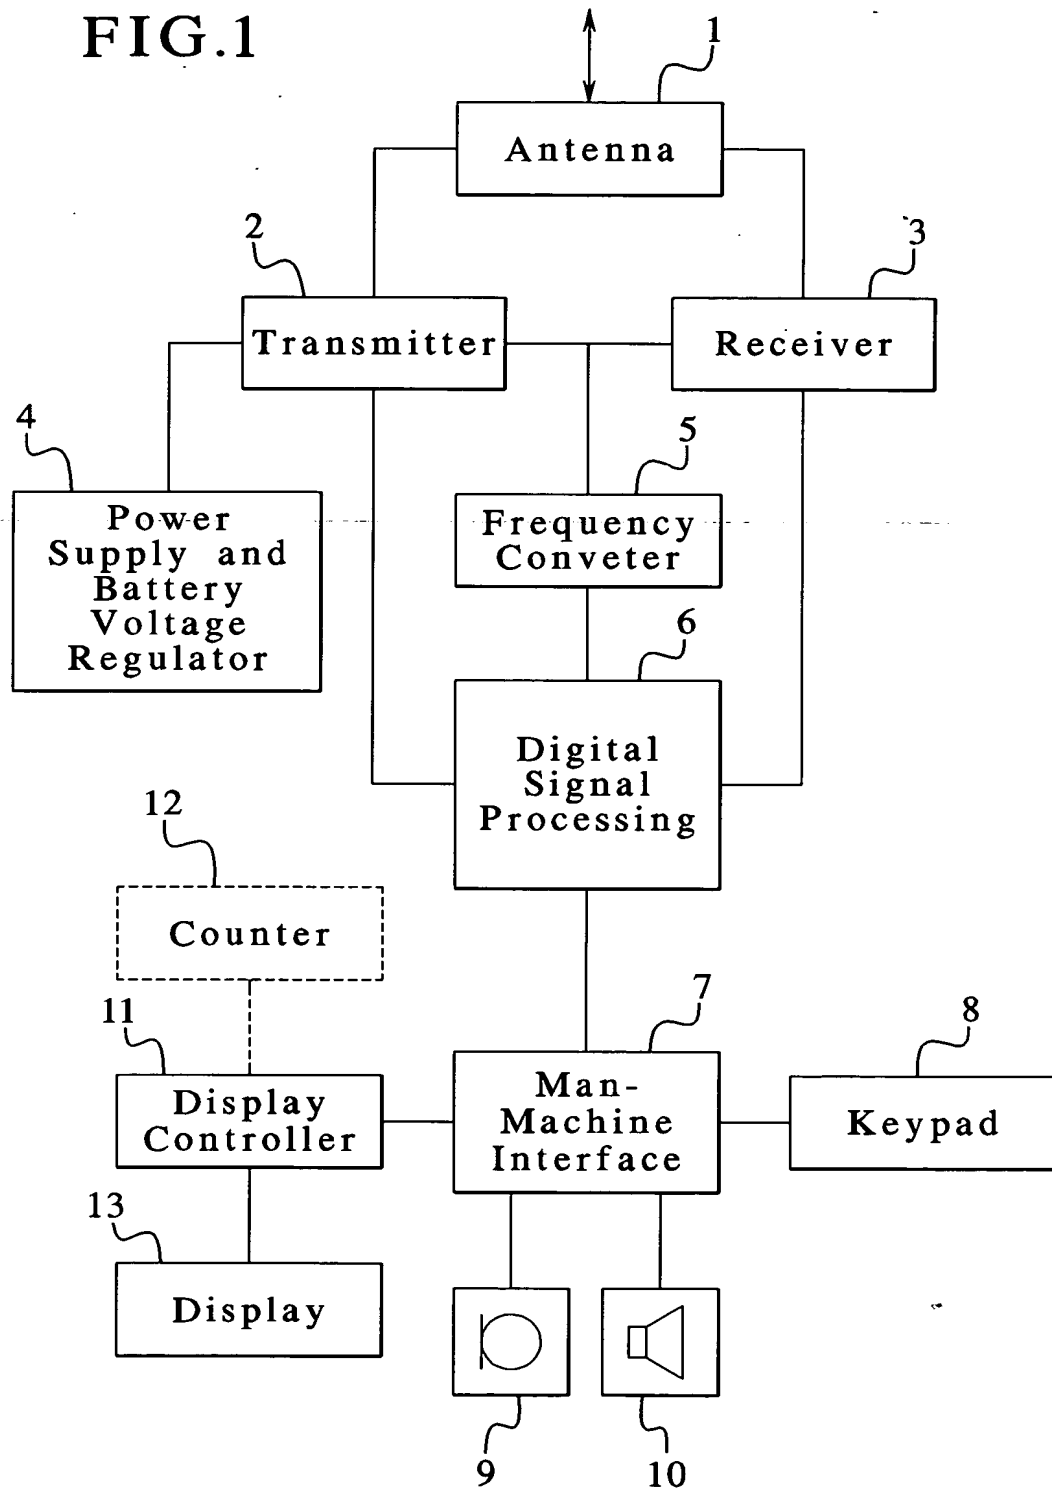 FIG.1
1
Antenna
2
3
Transmitter
Receiver
4
5
Power
Supply and
Battery
Voltage
Regulator
Frequency
Conveter
6
Digital
Signal
Processing
12
Counter
11
7
8
Display
Controller
Man-
Machine
Interface
Keypad
13
Display
9
10